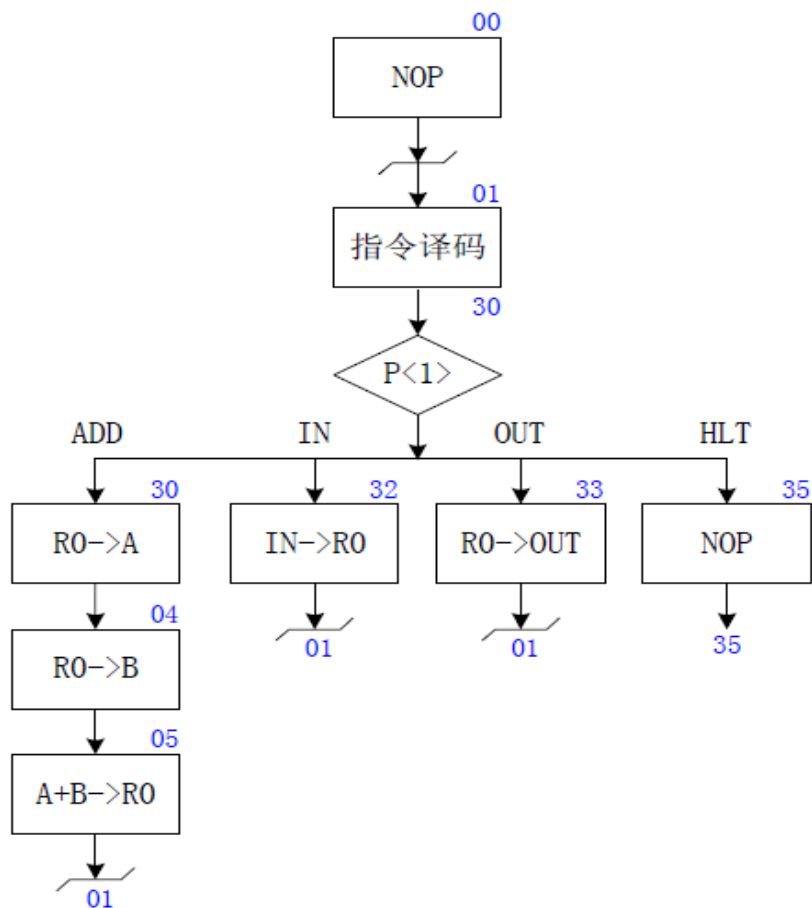 00
NOP
01
指令译码
30
P<1>
ADD IN OUT HLT
30 32 33 35
R0->A IN->R0 R0->OUT NOP
04 01 01 35
R0->B
05
A+B->R0
01